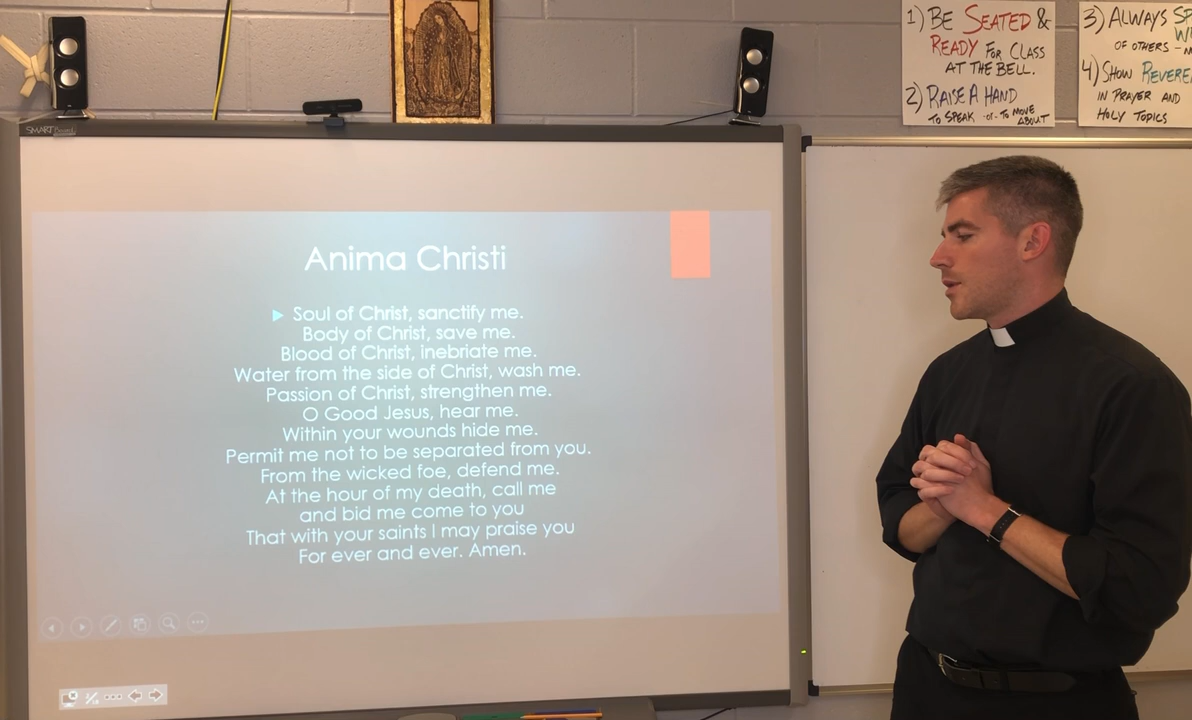 1) BE SEATED &
READY FOR CLASS
AT THE BELL.
2) RAISE A HAND
TO SPEAK -or- TO MOVE
ABOUT
3) ALWAYS SP
OF OTHERS -
4) SHOW REVERE
IN PRAYER AND
HOLY TOPICS
SMART Board
Anima Christi
Soul of Christ, sanctify me.
Body of Christ, save me.
Blood of Christ, inebriate me.
Water from the side of Christ, wash me.
Passion of Christ, strengthen me.
O Good Jesus, hear me.
Within your wounds hide me.
Permit me not to be separated from you.
From the wicked foe, defend me.
At the hour of my death, call me
and bid me come to you
That with your saints I may praise you
For ever and ever. Amen.